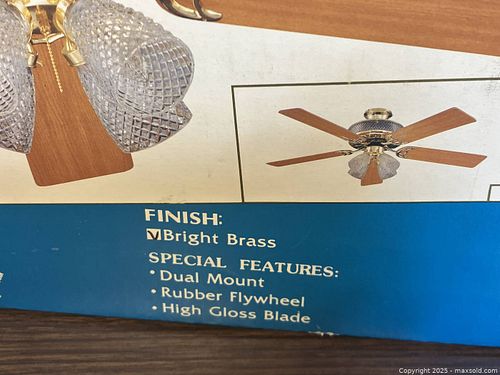 FINISH:
Bright Brass
SPECIAL FEATURES:
• Dual Mount
• Rubber Flywheel
• High Gloss Blade
Copyright 2025 - maxsold.com